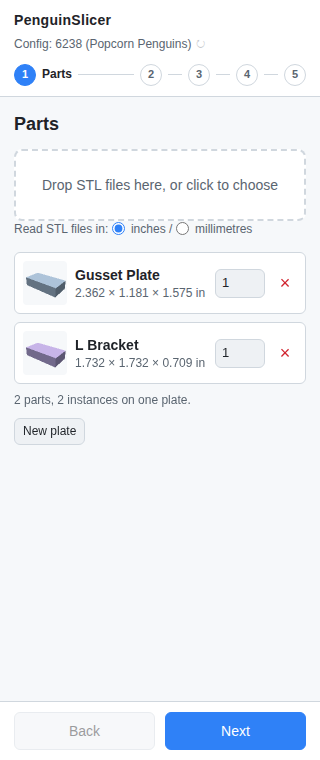 PenguinSlicer
Config: 6238 (Popcorn Penguins) ↻
1 Parts 2 3 4 5
Parts
Drop STL files here, or click to choose
Read STL files in: inches / millimetres
Gusset Plate
2.362 × 1.181 × 1.575 in
1 ×
L Bracket
1.732 × 1.732 × 0.709 in
1 ×
2 parts, 2 instances on one plate.
New plate
Back Next